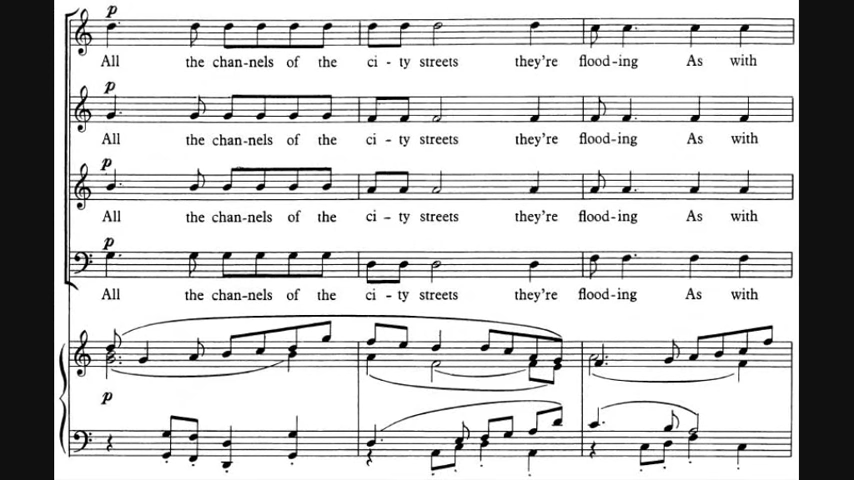 p
All the chan-nels of the ci - ty streets they're flood-ing As with
p
All the chan-nels of the ci - ty streets they're flood-ing As with
p
All the chan-nels of the ci - ty streets they're flood-ing As with
p
All the chan-nels of the ci - ty streets they're flood-ing As with
p